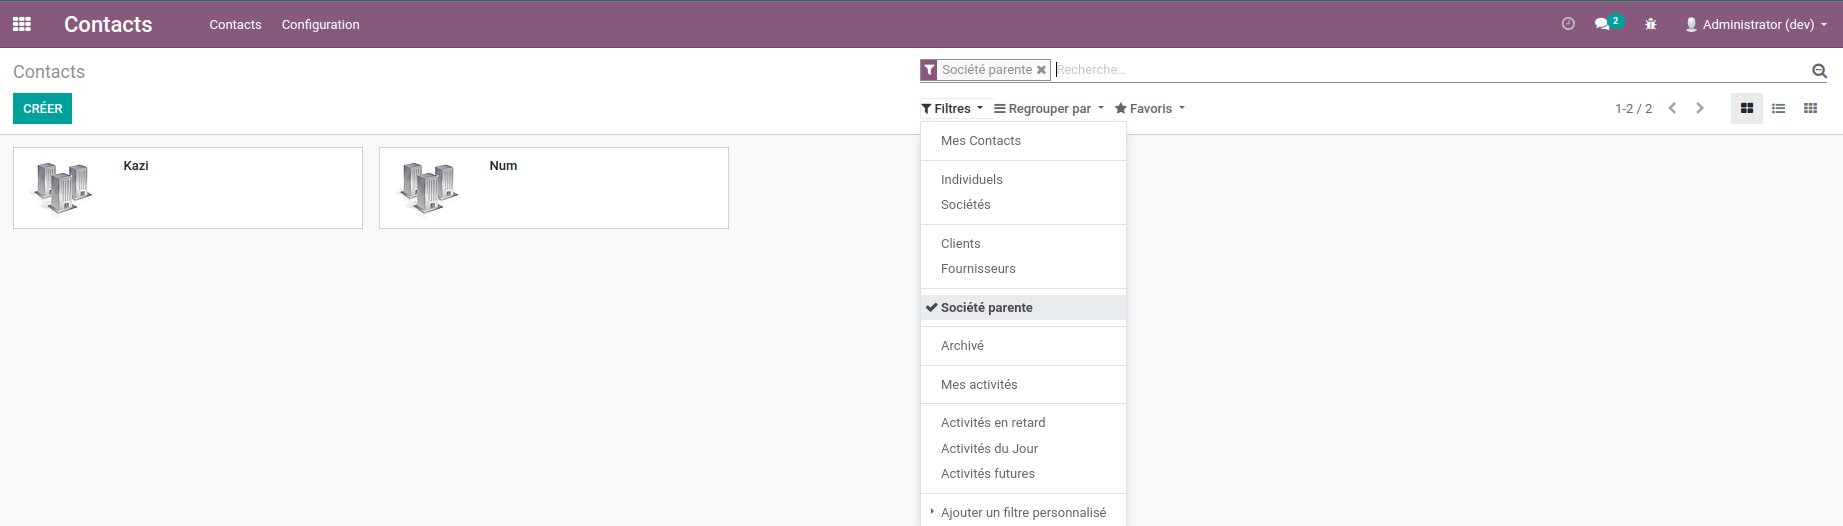 Contacts Contacts Configuration 2 Administrator (dev)
Contacts Société parente Recherche...
CRÉER Filtres Regrouper par Favoris 1-2 / 2
Kazi
Num
Mes Contacts
Individuels
Sociétés
Clients
Fournisseurs
Société parente
Archivé
Mes activités
Activités en retard
Activités du Jour
Activités futures
Ajouter un filtre personnalisé